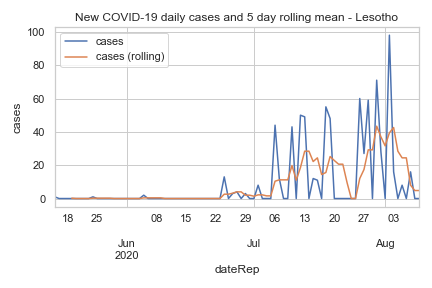 New COVID-19 daily cases and 5 day rolling mean - Lesotho
cases
cases (rolling)
100
80
60
40
20
0
cases
18 25 08 15 22 29 06 13 20 27 03
Jun Jul Aug
2020
dateRep